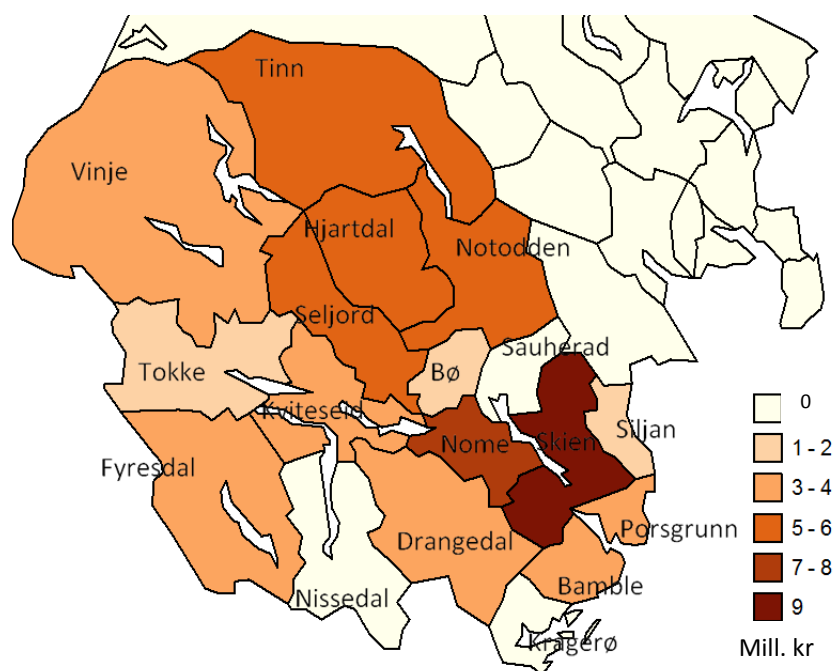 Tinn
Vinje
Hjartdal
Notodden
Seljord
Sauherad
Tokke
Bø
Kviteseid
Nome
Skien
Siljan
Fyresdal
Drangedal
Porsgrunn
Nissedal
Bamble
Kragerø
0
1 - 2
3 - 4
5 - 6
7 - 8
9
Mill. kr